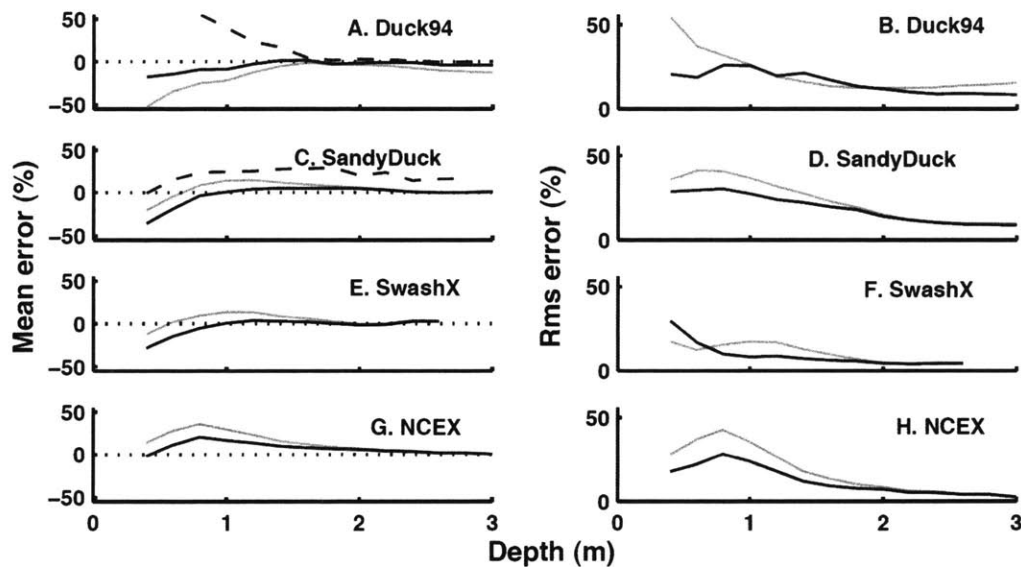 Mean error (%)
50
0
−50
A. Duck94
50
0
B. Duck94
50
0
−50
C. SandyDuck
50
0
D. SandyDuck
50
0
−50
E. SwashX
50
0
F. SwashX
50
0
−50
G. NCEX
50
0
H. NCEX
Rms error (%)
0 1 2 3
0 1 2 3
Depth (m)